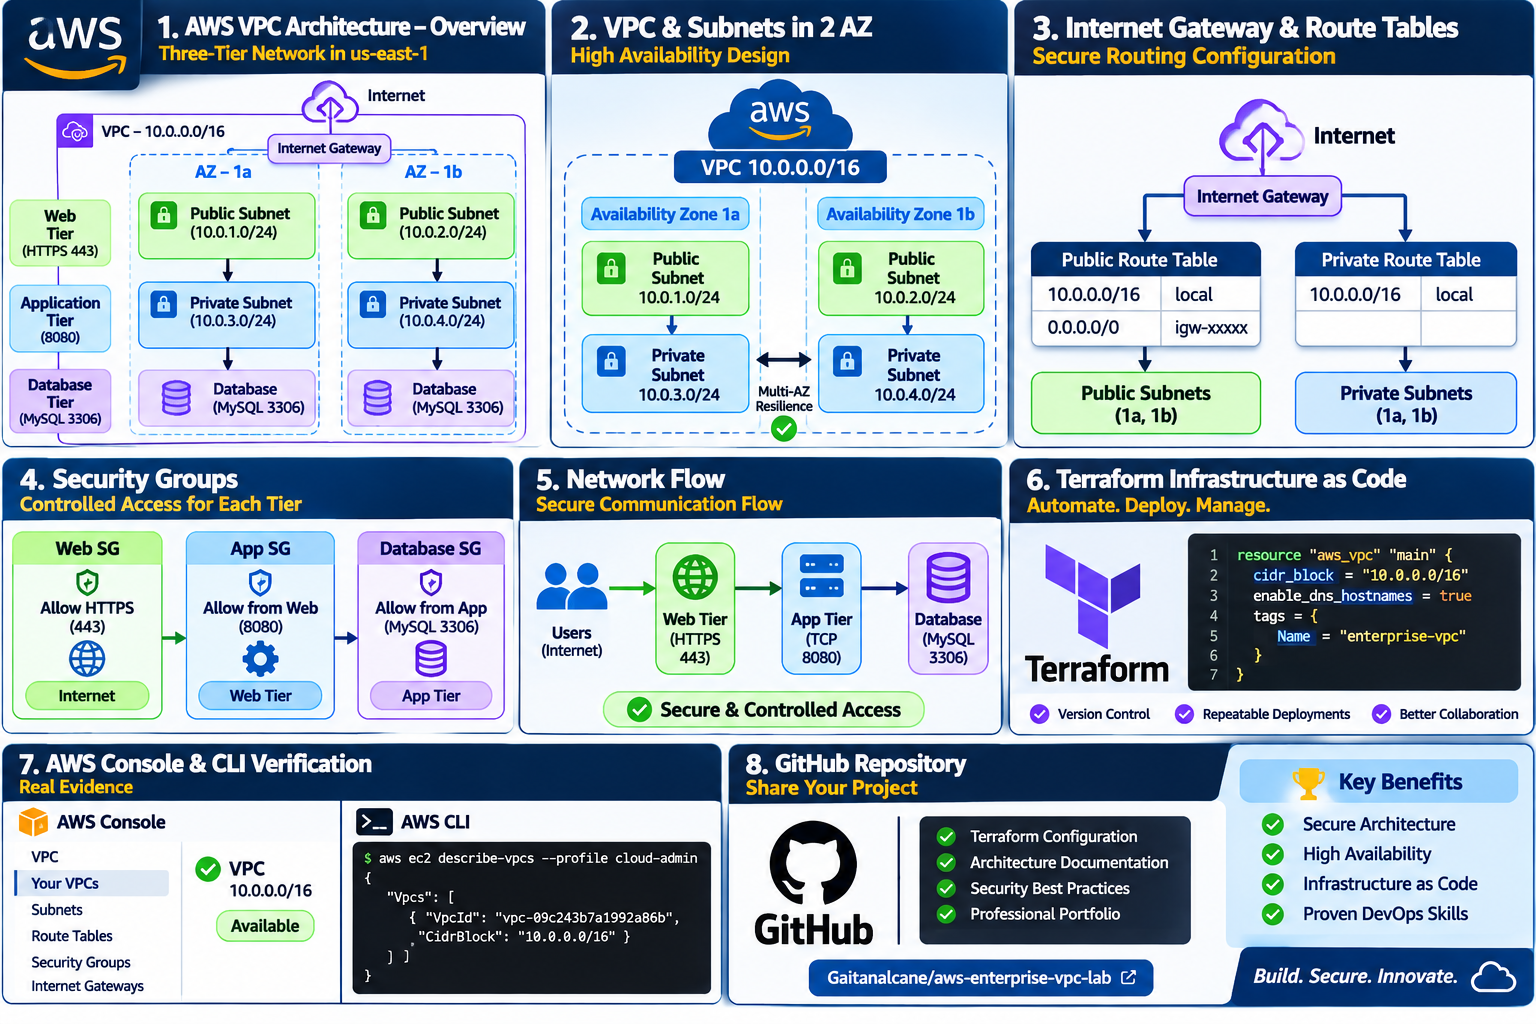 aws
1. AWS VPC Architecture – Overview
Three-Tier Network in us-east-1
Internet
VPC – 10.0..0.0/16
Internet Gateway
AZ – 1a
AZ – 1b
Web
Tier
(HTTPS 443)
Public Subnet
(10.0.1.0/24)
Public Subnet
(10.0.2.0/24)
Application
Tier
(8080)
Private Subnet
(10.0.3.0/24)
Private Subnet
(10.0.4.0/24)
Database
Tier
(MySQL 3306)
Database
(MySQL 3306)
Database
(MySQL 3306)
2. VPC & Subnets in 2 AZ
High Availability Design
aws
VPC 10.0.0.0/16
Availability Zone 1a
Availability Zone 1b
Public
Subnet
10.0.1.0/24
Public
Subnet
10.0.2.0/24
Private
Subnet
10.0.3.0/24
Private
Subnet
10.0.4.0/24
Multi-AZ
Resilience
3. Internet Gateway & Route Tables
Secure Routing Configuration
Internet
Internet Gateway
Public Route Table
10.0.0.0/16 local
0.0.0.0/0 igw-xxxxx
Private Route Table
10.0.0.0/16 local
Public Subnets
(1a, 1b)
Private Subnets
(1a, 1b)
4. Security Groups
Controlled Access for Each Tier
Web SG
Allow HTTPS
(443)
Internet
App SG
Allow from Web
(8080)
Web Tier
Database SG
Allow from App
(MySQL 3306)
App Tier
5. Network Flow
Secure Communication Flow
Users
(Internet)
Web Tier
(HTTPS
443)
App Tier
(TCP
8080)
Database
(MySQL
3306)
Secure & Controlled Access
6. Terraform Infrastructure as Code
Automate. Deploy. Manage.
Terraform
1 resource "aws_vpc" "main" {
2 cidr_block = "10.0.0.0/16"
3 enable_dns_hostnames = true
4 tags = {
5 Name = "enterprise-vpc"
6 }
7 }
Version Control
Repeatable Deployments
Better Collaboration
7. AWS Console & CLI Verification
Real Evidence
AWS Console
VPC
Your VPCs
Subnets
Route Tables
Security Groups
Internet Gateways
VPC
10.0.0.0/16
Available
>_ AWS CLI
$ aws ec2 describe-vpcs --profile cloud-admin
{
"Vpcs": [
{ "VpcId": "vpc-09c243b7a1992a86b",
"CidrBlock": "10.0.0.0/16" }
] ]
}
8. GitHub Repository
Share Your Project
GitHub
Terraform Configuration
Architecture Documentation
Security Best Practices
Professional Portfolio
Gaitanalcane/aws-enterprise-vpc-lab
Key Benefits
Secure Architecture
High Availability
Infrastructure as Code
Proven DevOps Skills
Build. Secure. Innovate.